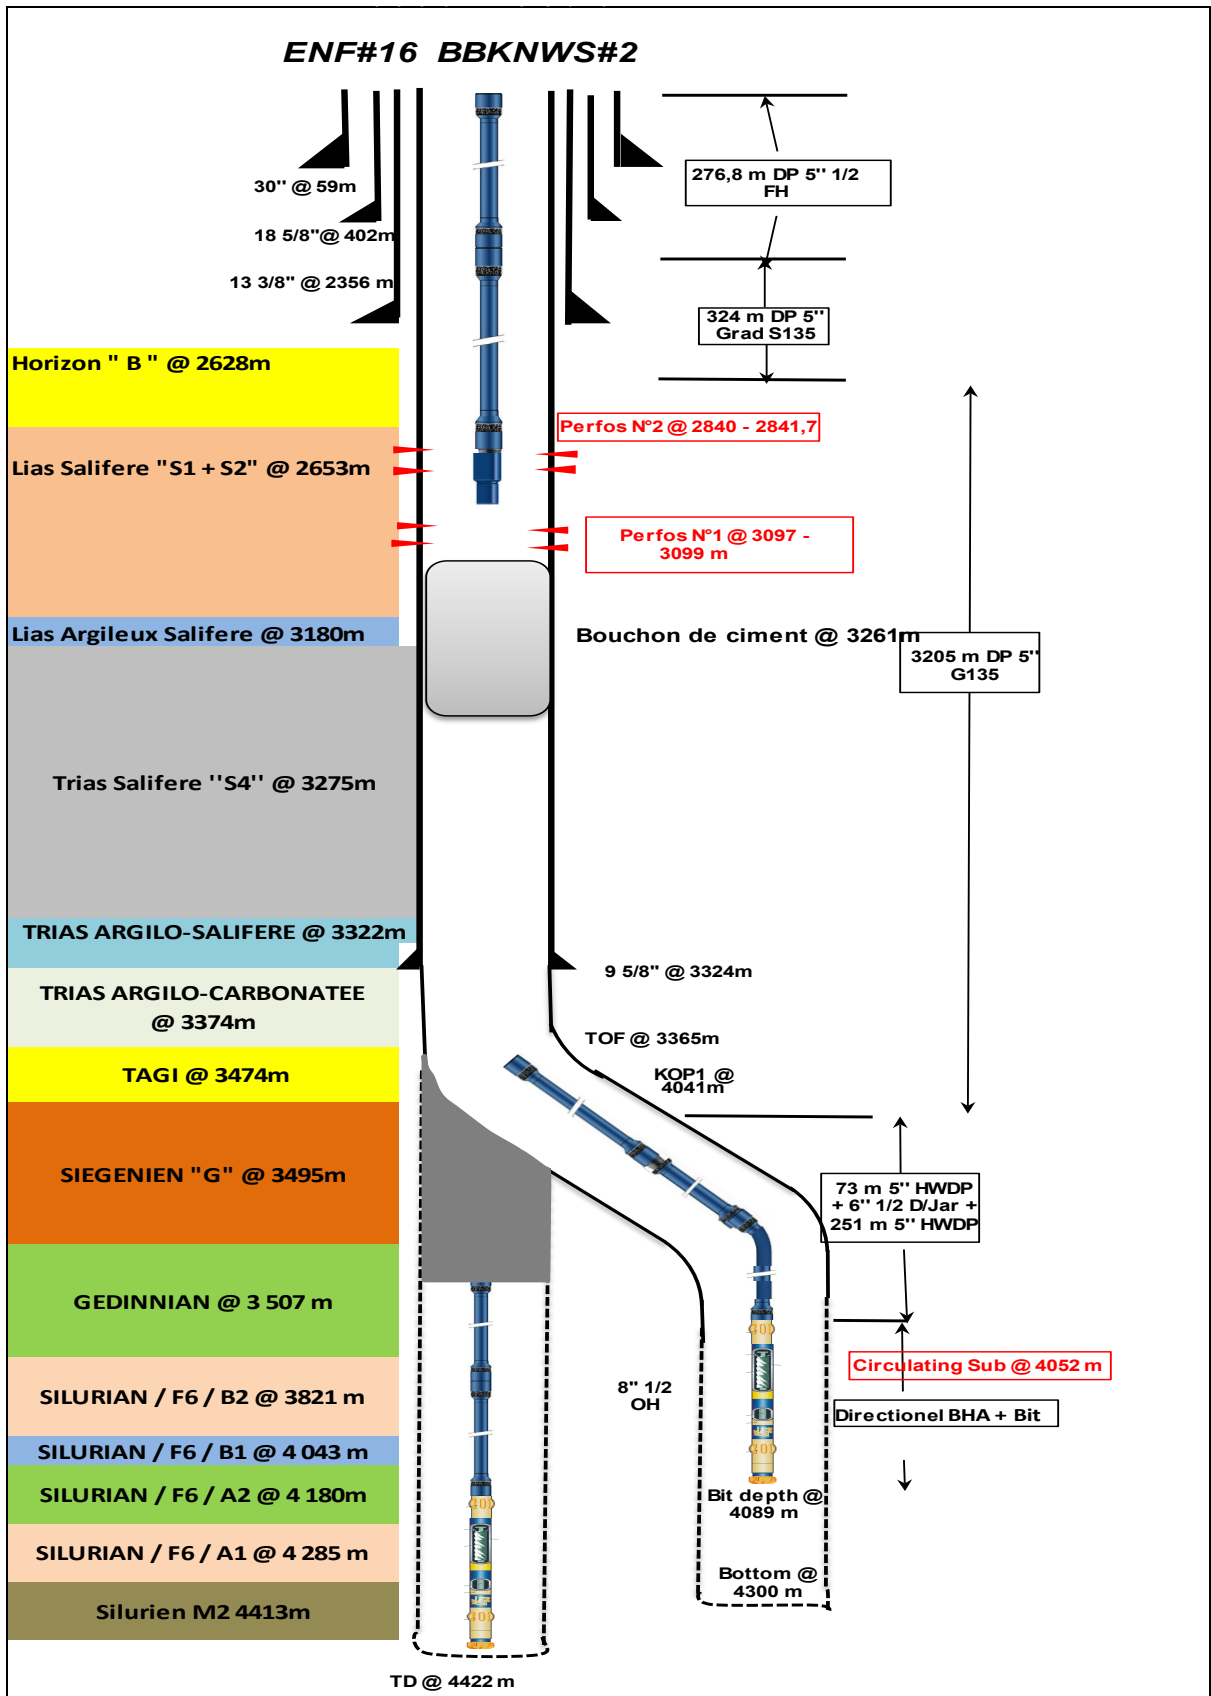 ENF#16 BBKNWS#2
30'' @ 59m
18 5/8"@ 402m
13 3/8" @ 2356 m
276,8 m DP 5'' 1/2
FH
324 m DP 5''
Grad S135
Horizon " B " @ 2628m
Perfos N°2 @ 2840 - 2841,7
Lias Salifere "S1 + S2" @ 2653m
Perfos N°1 @ 3097 -
3099 m
Lias Argileux Salifere @ 3180m
Bouchon de ciment @ 3261m
3205 m DP 5''
G135
Trias Salifere ''S4'' @ 3275m
TRIAS ARGILO-SALIFERE @ 3322m
9 5/8" @ 3324m
TRIAS ARGILO-CARBONATEE
@ 3374m
TOF @ 3365m
TAGI @ 3474m
KOP1 @
4041m
SIEGENIEN "G" @ 3495m
73 m 5'' HWDP
+ 6'' 1/2 D/Jar +
251 m 5'' HWDP
GEDINNIAN @ 3 507 m
Circulating Sub @ 4052 m
SILURIAN / F6 / B2 @ 3821 m
8" 1/2
OH
Directionel BHA + Bit
SILURIAN / F6 / B1 @ 4 043 m
SILURIAN / F6 / A2 @ 4 180m
Bit depth @
4089 m
SILURIAN / F6 / A1 @ 4 285 m
Bottom @
4300 m
Silurien M2 4413m
TD @ 4422 m